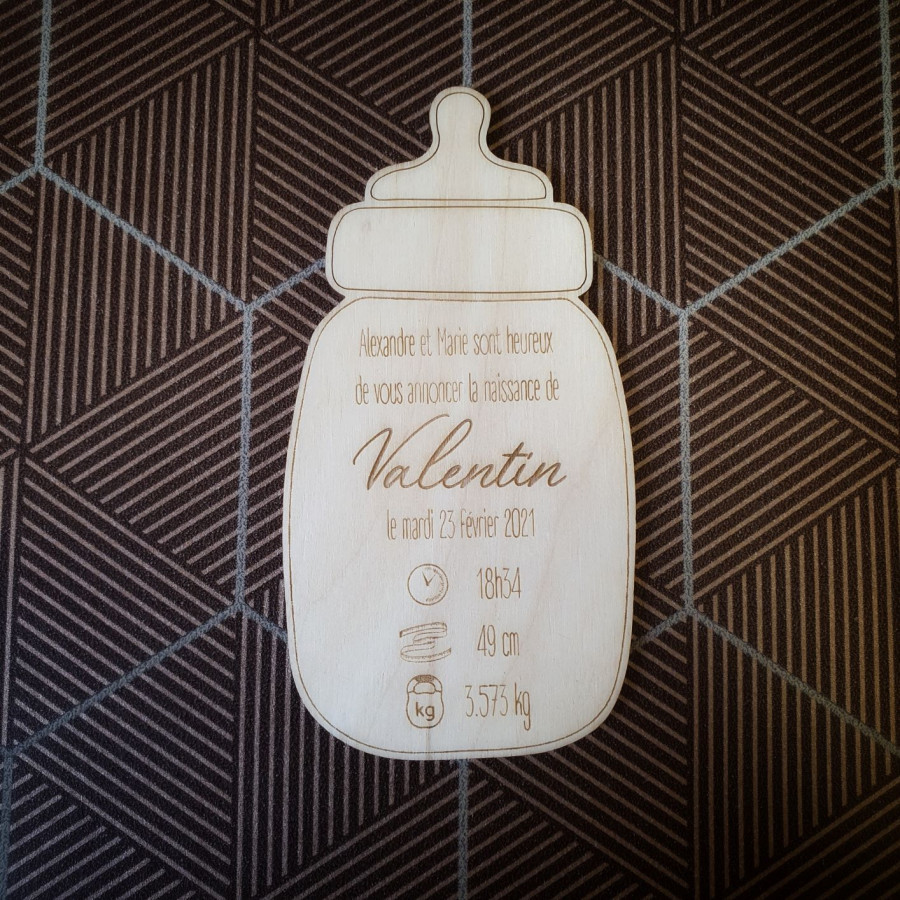 Alexandre et Marie sont heureux
de vous annoncer la naissance de
Valentin
le mardi 23 Février 2021
18h34
49 cm
kg 3.573 kg